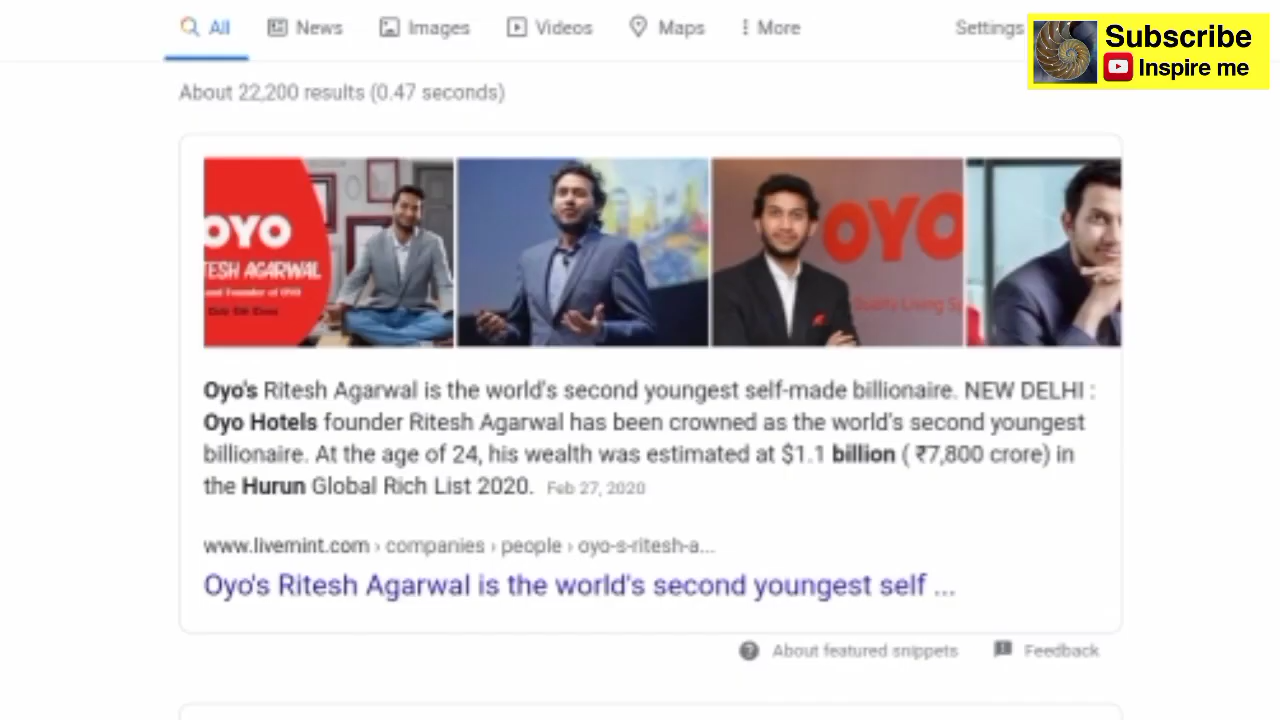 All News Images Videos Maps More Settings
Subscribe
Inspire me
About 22,200 results (0.47 seconds)
OYO
TESH AGARWAL
OYO
Oyo's Ritesh Agarwal is the world's second youngest self-made billionaire. NEW DELHI :
Oyo Hotels founder Ritesh Agarwal has been crowned as the world's second youngest
billionaire. At the age of 24, his wealth was estimated at $1.1 billion ( ₹7,800 crore) in
the Hurun Global Rich List 2020. Feb 27, 2020
www.livemint.com › companies › people › oyo-s-ritesh-a...
Oyo's Ritesh Agarwal is the world's second youngest self ...
About featured snippets Feedback